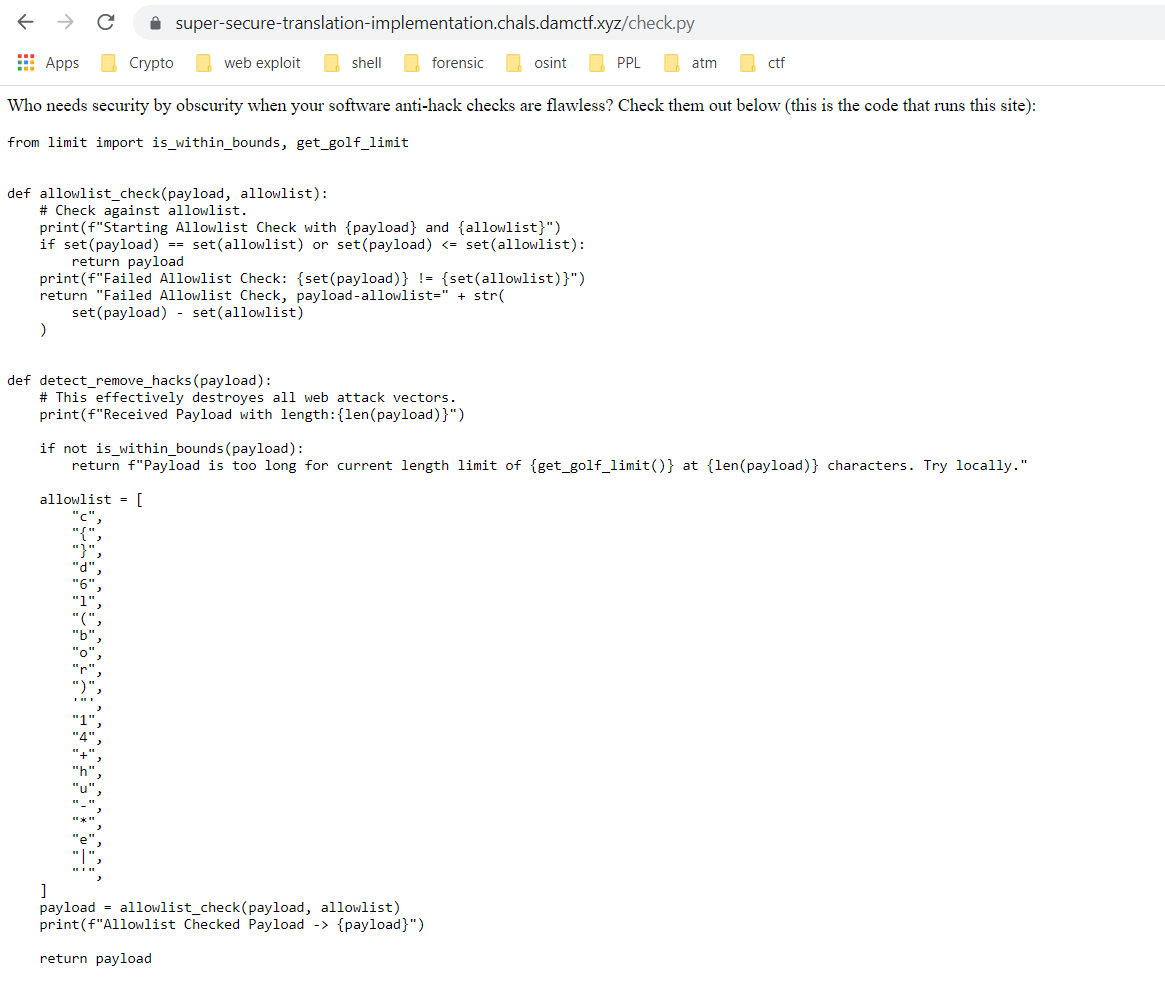 super-secure-translation-implementation.chals.damctf.xyz/check.py
Apps Crypto web exploit shell forensic osint PPL atm ctf
Who needs security by obscurity when your software anti-hack checks are flawless? Check them out below (this is the code that runs this site):
from limit import is_within_bounds, get_golf_limit
def allowlist_check(payload, allowlist):
    # Check against allowlist.
    print(f"Starting Allowlist Check with {payload} and {allowlist}")
    if set(payload) == set(allowlist) or set(payload) <= set(allowlist):
        return payload
    print(f"Failed Allowlist Check: {set(payload)} != {set(allowlist)}")
    return "Failed Allowlist Check, payload-allowlist=" + str(
        set(payload) - set(allowlist)
    )
def detect_remove_hacks(payload):
    # This effectively destroyes all web attack vectors.
    print(f"Received Payload with length:{len(payload)}")
    if not is_within_bounds(payload):
        return f"Payload is too long for current length limit of {get_golf_limit()} at {len(payload)} characters. Try locally."
    allowlist = [
        "c",
        "{",
        "}",
        "d",
        "6",
        "l",
        "(",
        "b",
        "o",
        "r",
        ")",
        '"',
        "1",
        "4",
        "+",
        "h",
        "u",
        "-",
        "*",
        "e",
        "|",
        "'",
    ]
    payload = allowlist_check(payload, allowlist)
    print(f"Allowlist Checked Payload -> {payload}")
    return payload